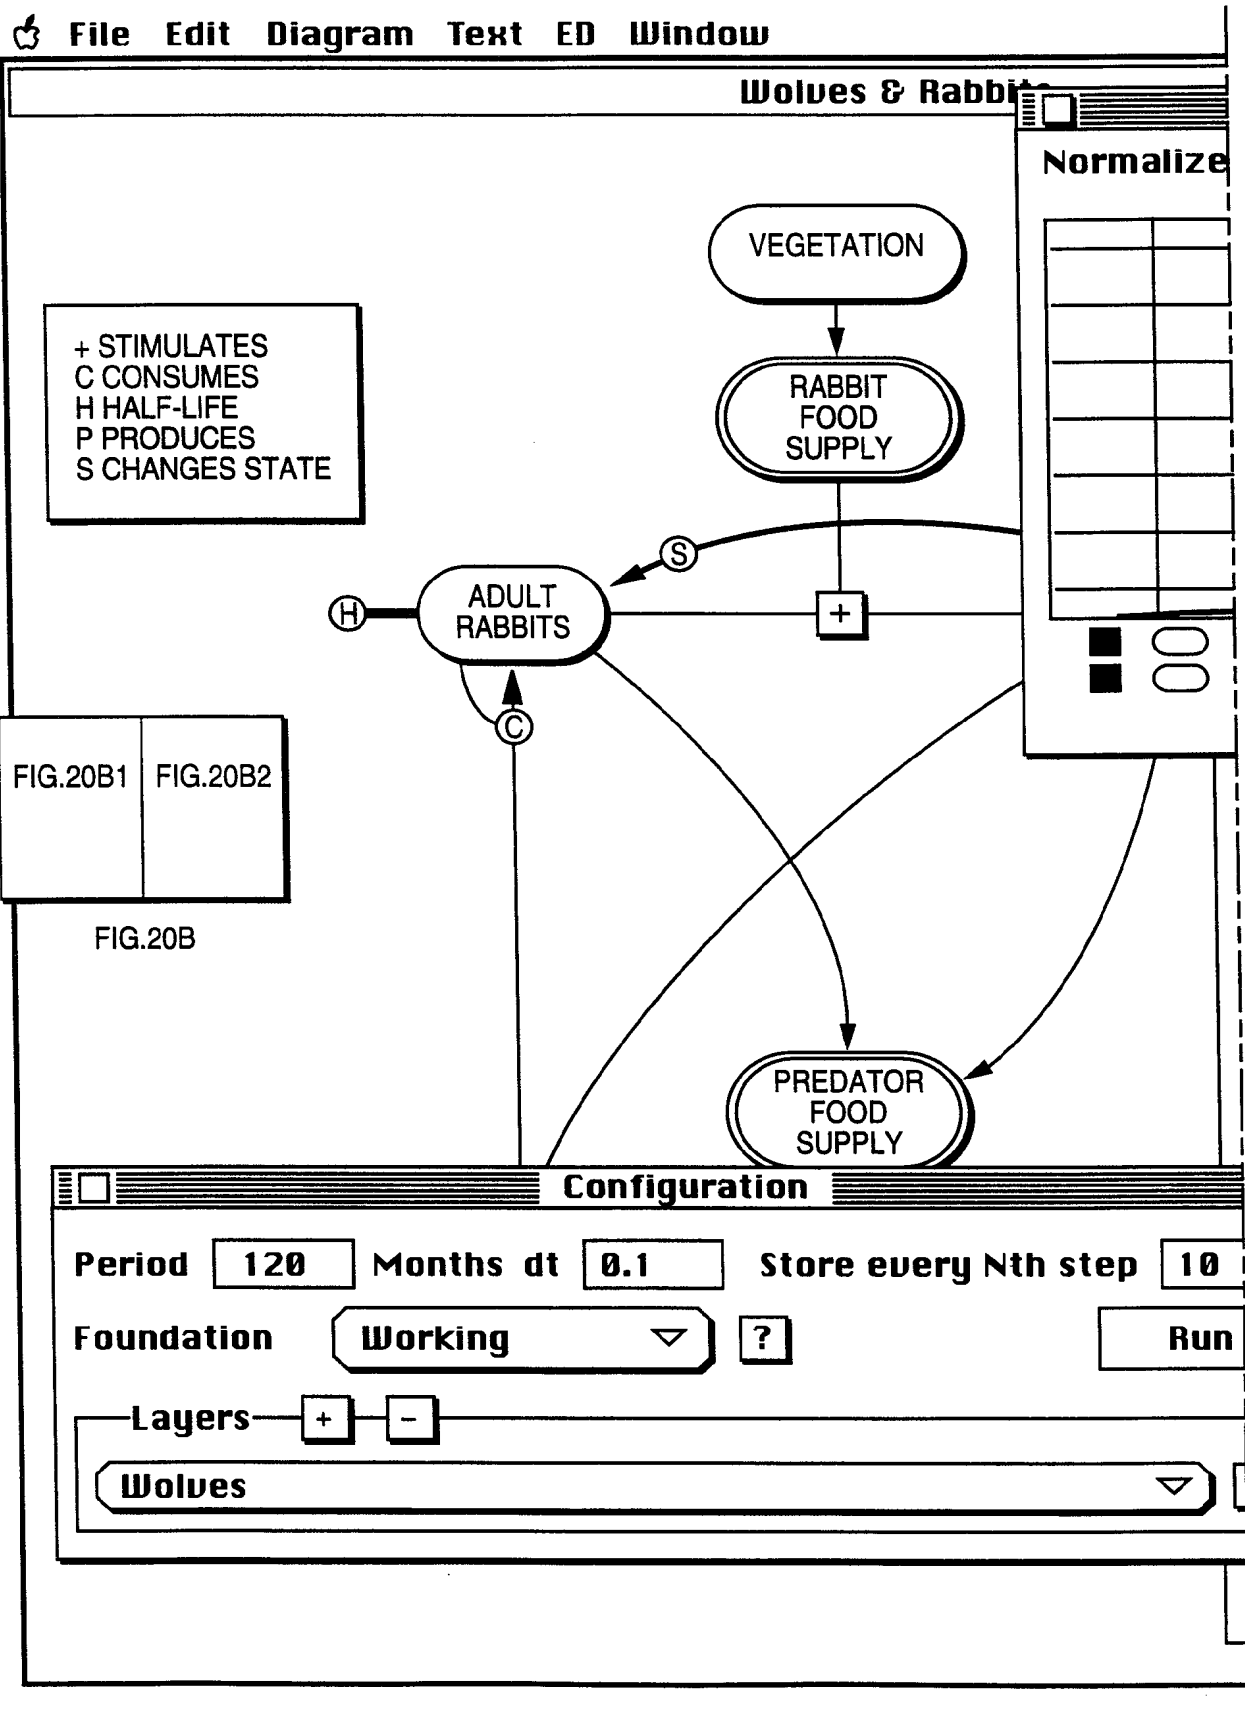 File Edit Diagram Text ED Window
Wolves & Rabbits
Normalize
VEGETATION
+ STIMULATES
C CONSUMES
H HALF-LIFE
P PRODUCES
S CHANGES STATE
RABBIT
FOOD
SUPPLY
S
H
ADULT
RABBITS
+
C
FIG.20B1 FIG.20B2
FIG.20B
PREDATOR
FOOD
SUPPLY
Configuration
Period 120 Months dt 0.1 Store every Nth step 10
Foundation Working ? Run
Layers + -
Wolves